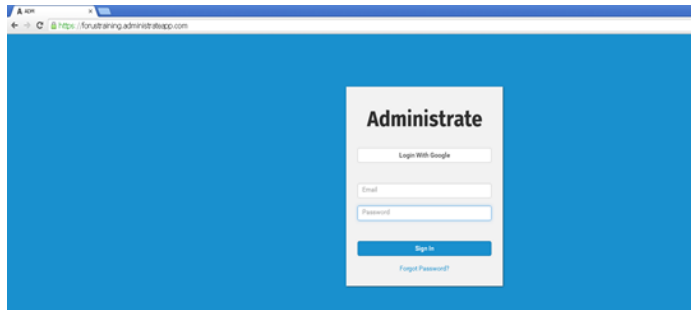 ADM
https://forustraining.administrateapp.com
Administrate
Login With Google
Email
Password
Sign In
Forgot Password?